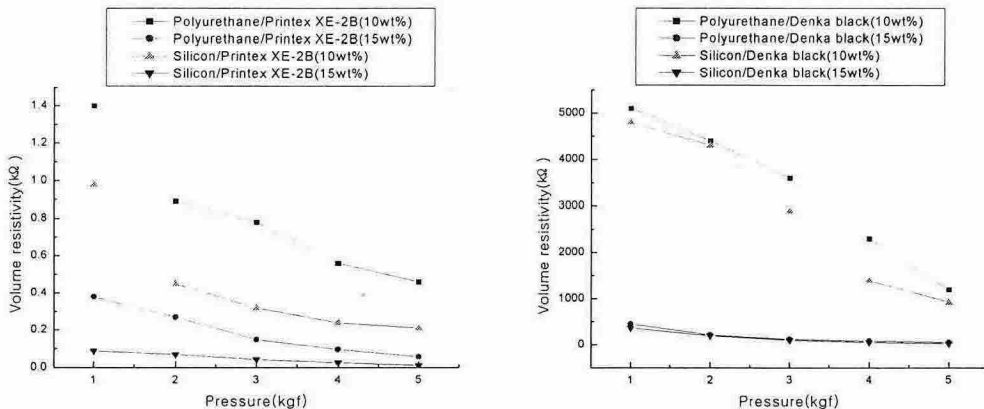 Polyurethane/Printex XE-2B(10wt%)
Polyurethane/Printex XE-2B(15wt%)
Silicon/Printex XE-2B(10wt%)
Silicon/Printex XE-2B(15wt%)
1.4
1.2
1.0
0.8
0.6
0.4
0.2
0.0
Volume resistivity(kΩ)
1 2 3 4 5
Pressure(kgf)
Polyurethane/Denka black(10wt%)
Polyurethane/Denka black(15wt%)
Silicon/Denka black(10wt%)
Silicon/Denka black(15wt%)
5000
4000
3000
2000
1000
0
Volume resistivity(kΩ)
1 2 3 4 5
Pressure(kgf)